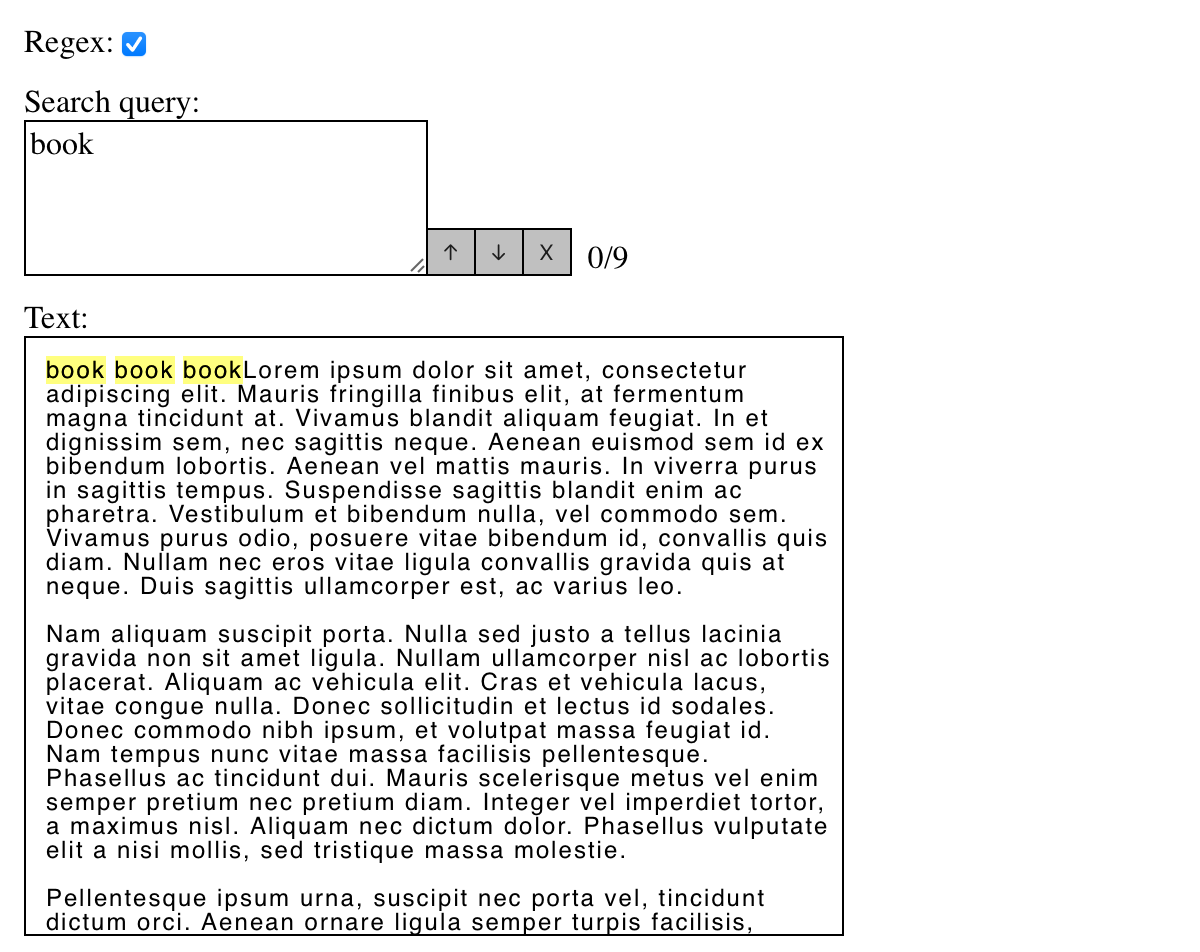 Regex:
Search query:
book
↑ ↓ X 0/9
Text:
book book bookLorem ipsum dolor sit amet, consectetur
adipiscing elit. Mauris fringilla finibus elit, at fermentum
magna tincidunt at. Vivamus blandit aliquam feugiat. In et
dignissim sem, nec sagittis neque. Aenean euismod sem id ex
bibendum lobortis. Aenean vel mattis mauris. In viverra purus
in sagittis tempus. Suspendisse sagittis blandit enim ac
pharetra. Vestibulum et bibendum nulla, vel commodo sem.
Vivamus purus odio, posuere vitae bibendum id, convallis quis
diam. Nullam nec eros vitae ligula convallis gravida quis at
neque. Duis sagittis ullamcorper est, ac varius leo.
Nam aliquam suscipit porta. Nulla sed justo a tellus lacinia
gravida non sit amet ligula. Nullam ullamcorper nisl ac lobortis
placerat. Aliquam ac vehicula elit. Cras et vehicula lacus,
vitae congue nulla. Donec sollicitudin et lectus id sodales.
Donec commodo nibh ipsum, et volutpat massa feugiat id.
Nam tempus nunc vitae massa facilisis pellentesque.
Phasellus ac tincidunt dui. Mauris scelerisque metus vel enim
semper pretium nec pretium diam. Integer vel imperdiet tortor,
a maximus nisl. Aliquam nec dictum dolor. Phasellus vulputate
elit a nisi mollis, sed tristique massa molestie.
Pellentesque ipsum urna, suscipit nec porta vel, tincidunt
dictum orci. Aenean ornare ligula semper turpis facilisis,